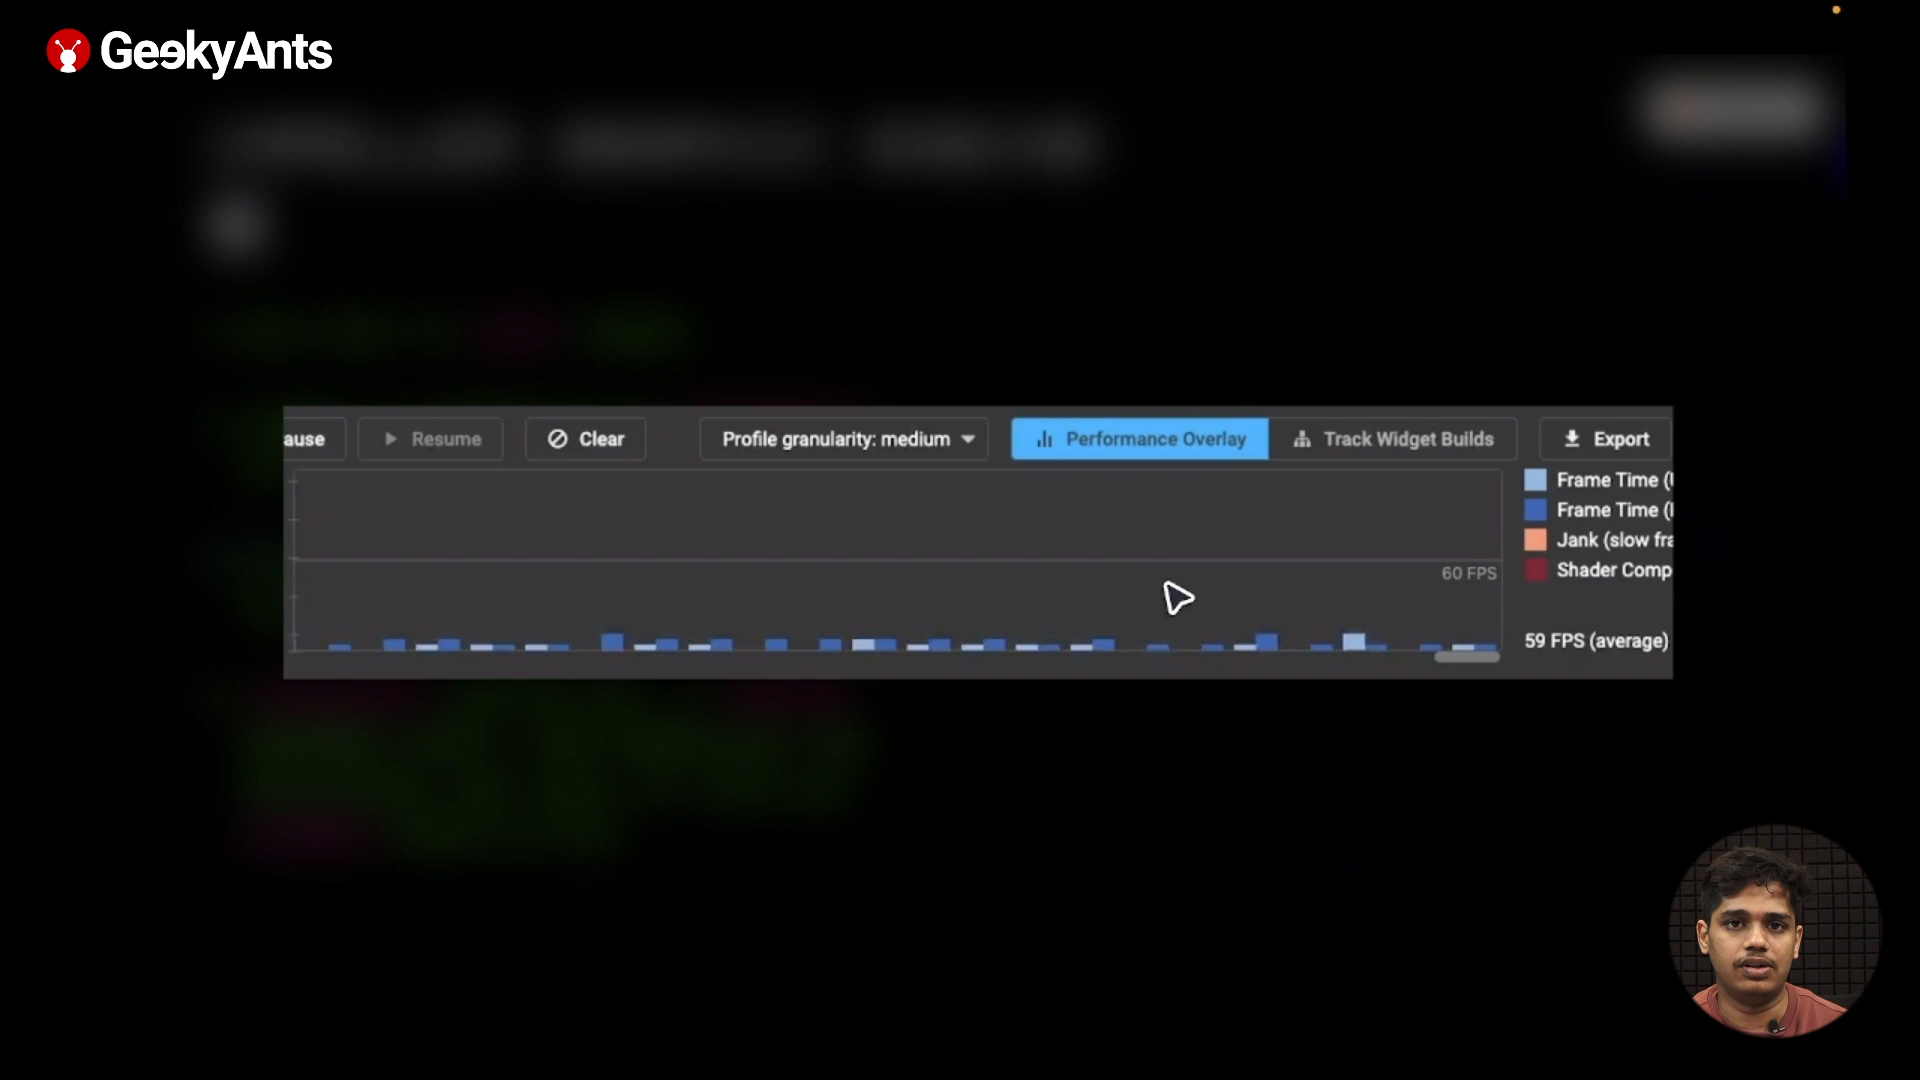 GeekyAnts
ause Resume Clear Profile granularity: medium Performance Overlay Track Widget Builds Export
Frame Time (
Frame Time (
Jank (slow fra
Shader Comp
60 FPS
59 FPS (average)